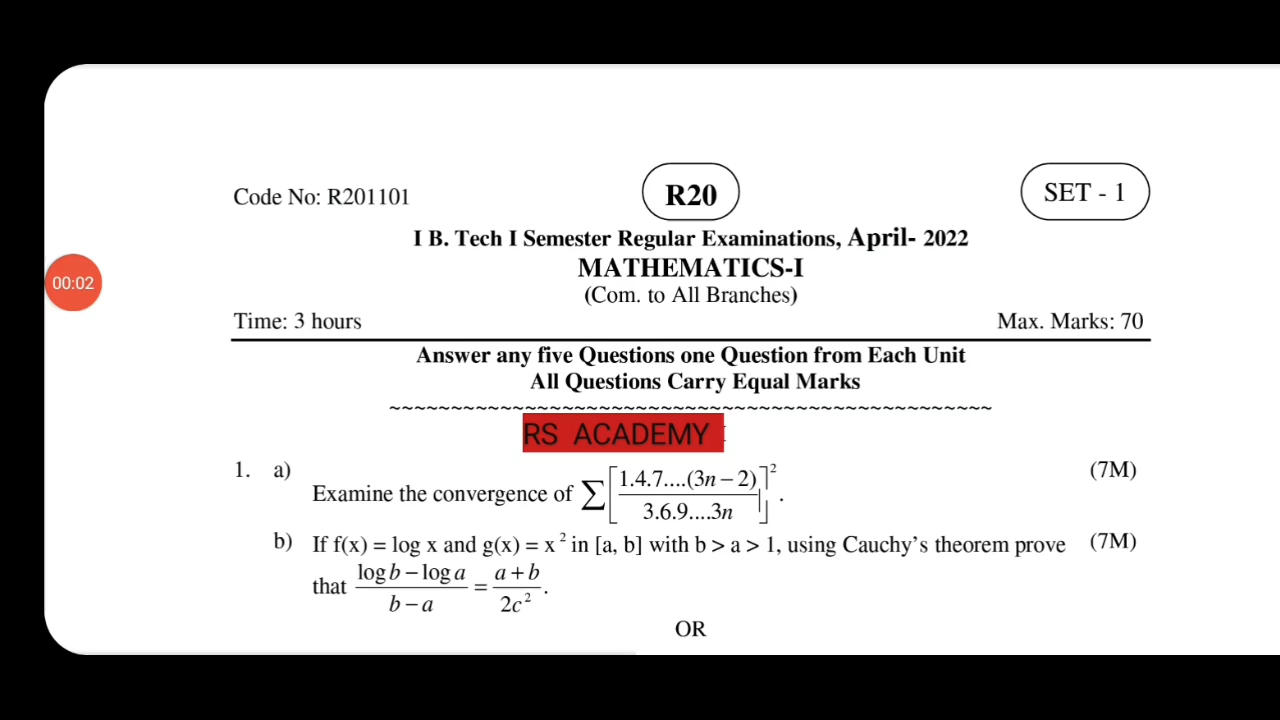 Code No: R201101
R20
SET - 1
I B. Tech I Semester Regular Examinations, April- 2022
MATHEMATICS-I
(Com. to All Branches)
00:02
Time: 3 hours
Max. Marks: 70
Answer any five Questions one Question from Each Unit
All Questions Carry Equal Marks
~~~~~~~~~~~~~~~~~~~~~~~~~~~~~~~~~~~~~~~~~~~~~~~~~
RS ACADEMY
1. a) Examine the convergence of ∑[1.4.7....(3n − 2) / 3.6.9....3n]². (7M)
b) If f(x) = log x and g(x) = x² in [a, b] with b > a > 1, using Cauchy's theorem prove (7M)
that (log b − log a)/(b − a) = (a + b)/2c².
OR